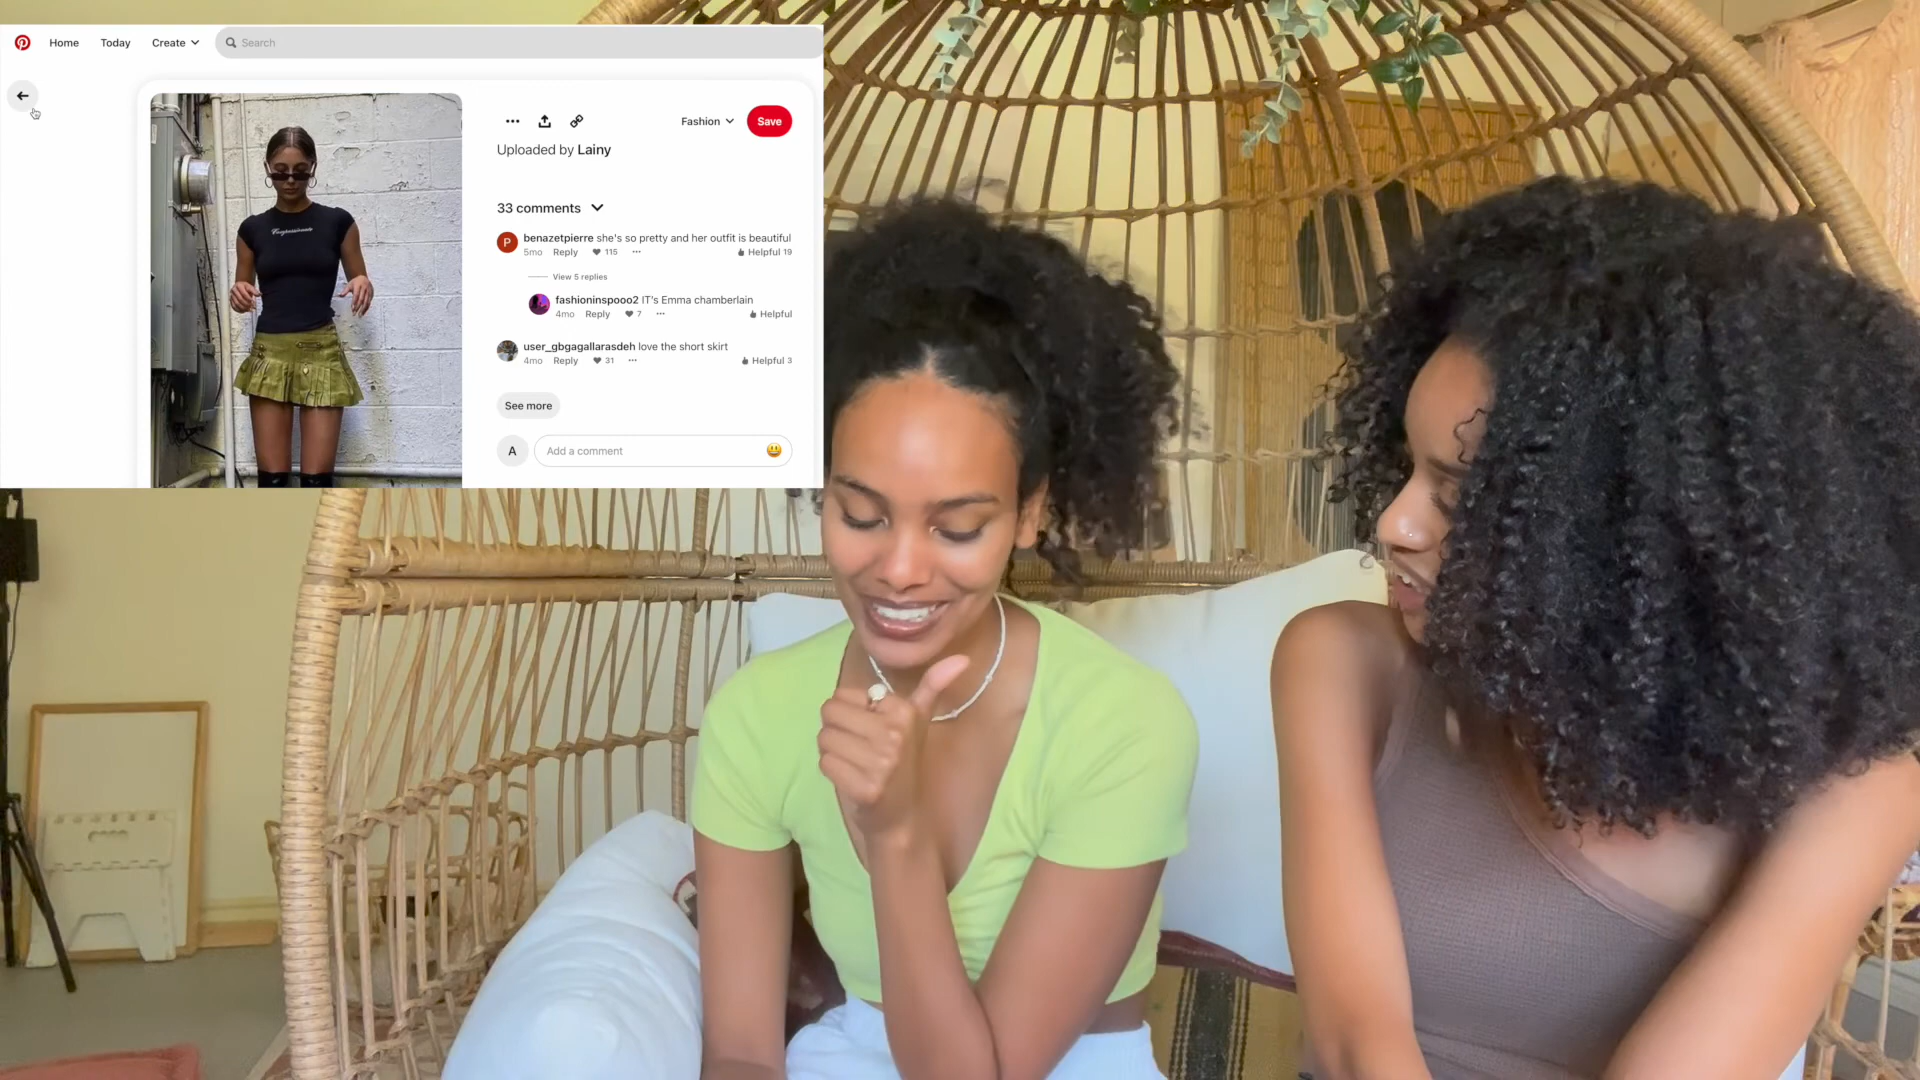 Home Today Create Search
Fashion Save
Uploaded by Lainy
33 comments
P benazetpierre she's so pretty and her outfit is beautiful
5mo Reply 115 ... Helpful 19
View 5 replies
fashioninspooo2 IT's Emma chamberlain
4mo Reply 7 ... Helpful
user_gbgagallarasdeh love the short skirt
4mo Reply 31 ... Helpful 3
See more
A Add a comment